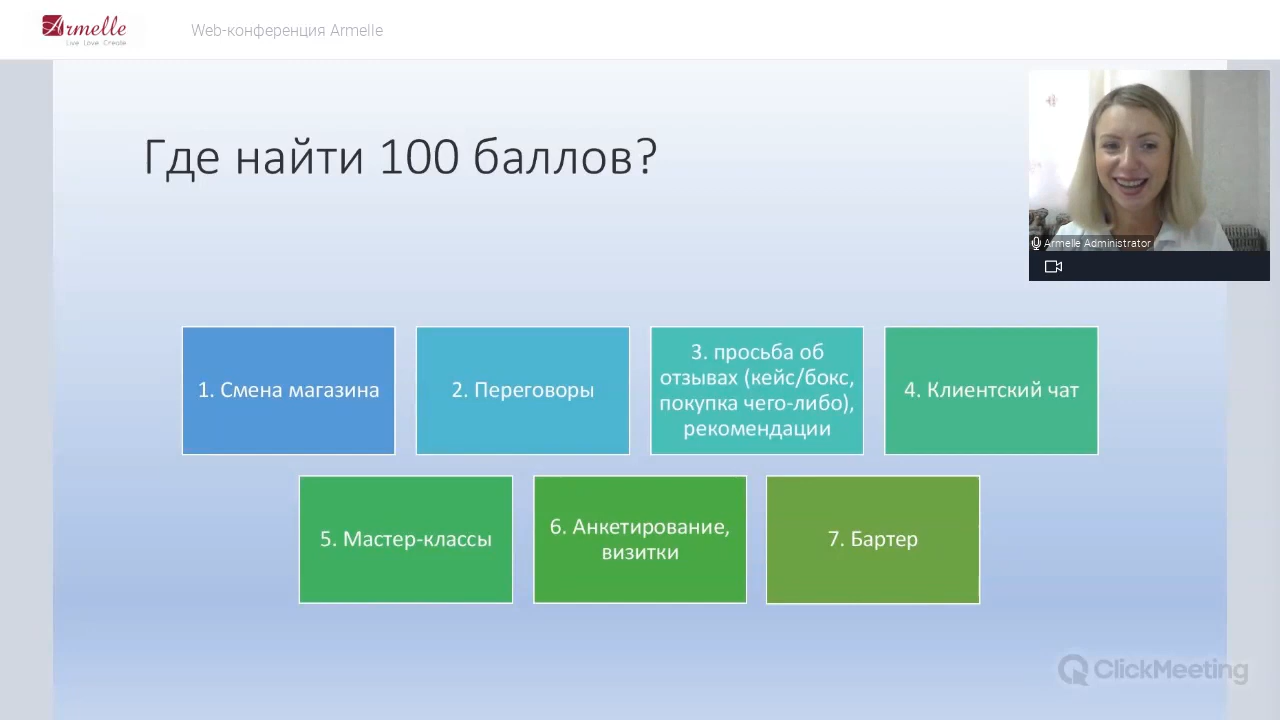 Armelle
Live Love Create
Web-конференция Armelle
Где найти 100 баллов?
Armelle Administrator
1. Смена магазина
2. Переговоры
3. просьба об
отзывах (кейс/бокс,
покупка чего-либо),
рекомендации
4. Клиентский чат
5. Мастер-классы
6. Анкетирование,
визитки
7. Бартер
ClickMeeting